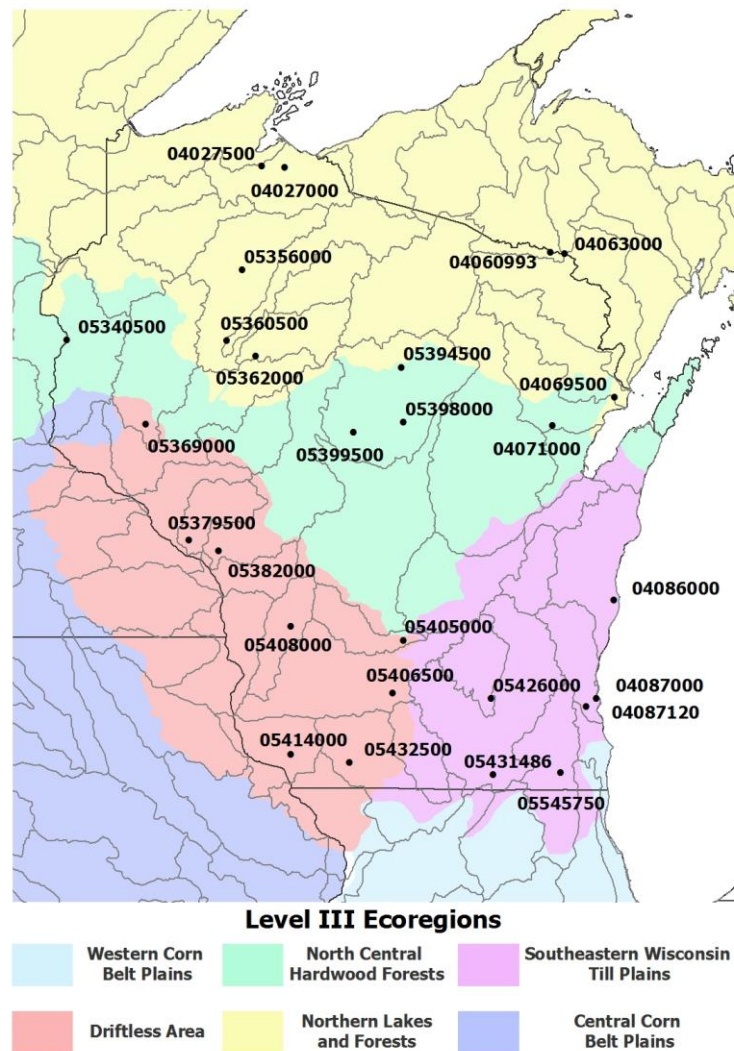 04027500
04027000
05356000
04063000
04060993
05340500
05360500
05394500
05362000
04069500
05398000
05369000
05399500
04071000
05379500
05382000
04086000
05408000
05405000
05406500
05426000
04087000
04087120
05414000
05432500
05431486
05545750
Level III Ecoregions
Western Corn
Belt Plains
North Central
Hardwood Forests
Southeastern Wisconsin
Till Plains
Driftless Area
Northern Lakes
and Forests
Central Corn
Belt Plains